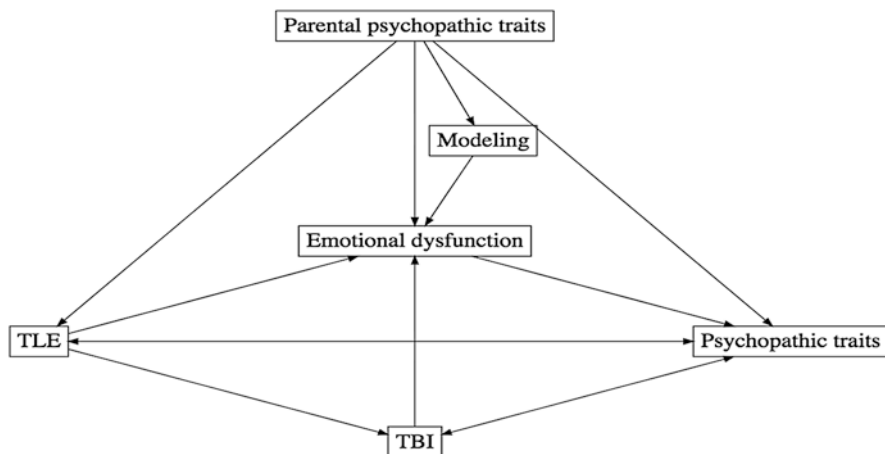 Parental psychopathic traits
Modeling
Emotional dysfunction
TLE
Psychopathic traits
TBI